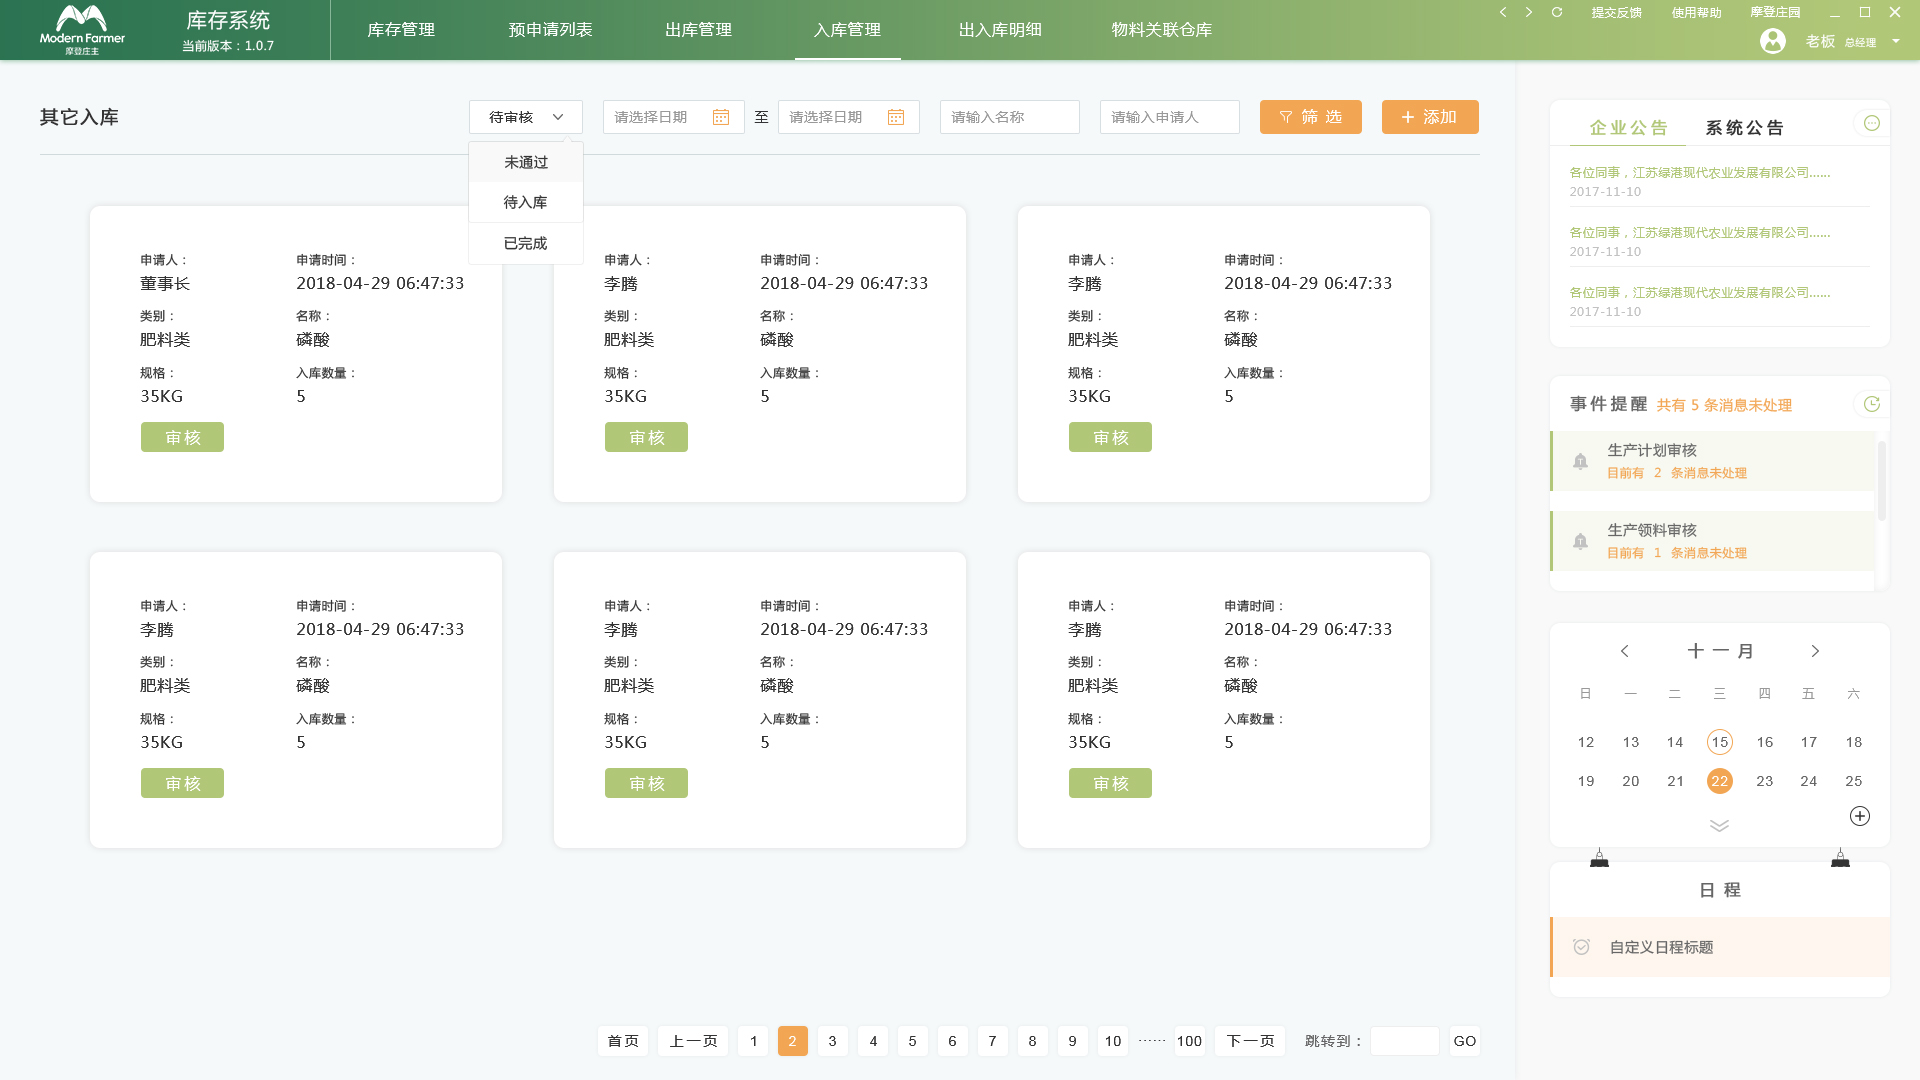 Modern Farmer
摩登庄主
库存系统
当前版本：1.0.7
库存管理
预申请列表
出库管理
入库管理
出入库明细
物料关联仓库
提交反馈
使用帮助
摩登庄园
老板 总经理
其它入库
待审核
请选择日期
至
请选择日期
请输入名称
请输入申请人
筛 选
添加
未通过
待入库
已完成
申请人：
申请时间：
董事长
2018-04-29 06:47:33
类别：
名称：
肥料类
磷酸
规格：
入库数量：
35KG
5
审核
申请人：
申请时间：
李腾
2018-04-29 06:47:33
类别：
名称：
肥料类
磷酸
规格：
入库数量：
35KG
5
审核
申请人：
申请时间：
李腾
2018-04-29 06:47:33
类别：
名称：
肥料类
磷酸
规格：
入库数量：
35KG
5
审核
申请人：
申请时间：
李腾
2018-04-29 06:47:33
类别：
名称：
肥料类
磷酸
规格：
入库数量：
35KG
5
审核
申请人：
申请时间：
李腾
2018-04-29 06:47:33
类别：
名称：
肥料类
磷酸
规格：
入库数量：
35KG
5
审核
申请人：
申请时间：
李腾
2018-04-29 06:47:33
类别：
名称：
肥料类
磷酸
规格：
入库数量：
35KG
5
审核
首页 上一页 1 2 3 4 5 6 7 8 9 10 ······ 100 下一页 跳转到： GO
企业公告 系统公告
各位同事，江苏绿港现代农业发展有限公司......
2017-11-10
各位同事，江苏绿港现代农业发展有限公司......
2017-11-10
各位同事，江苏绿港现代农业发展有限公司......
2017-11-10
事件提醒 共有 5 条消息未处理
生产计划审核
目前有 2 条消息未处理
生产领料审核
目前有 1 条消息未处理
十一月
日 一 二 三 四 五 六
12 13 14 15 16 17 18
19 20 21 22 23 24 25
日 程
自定义日程标题